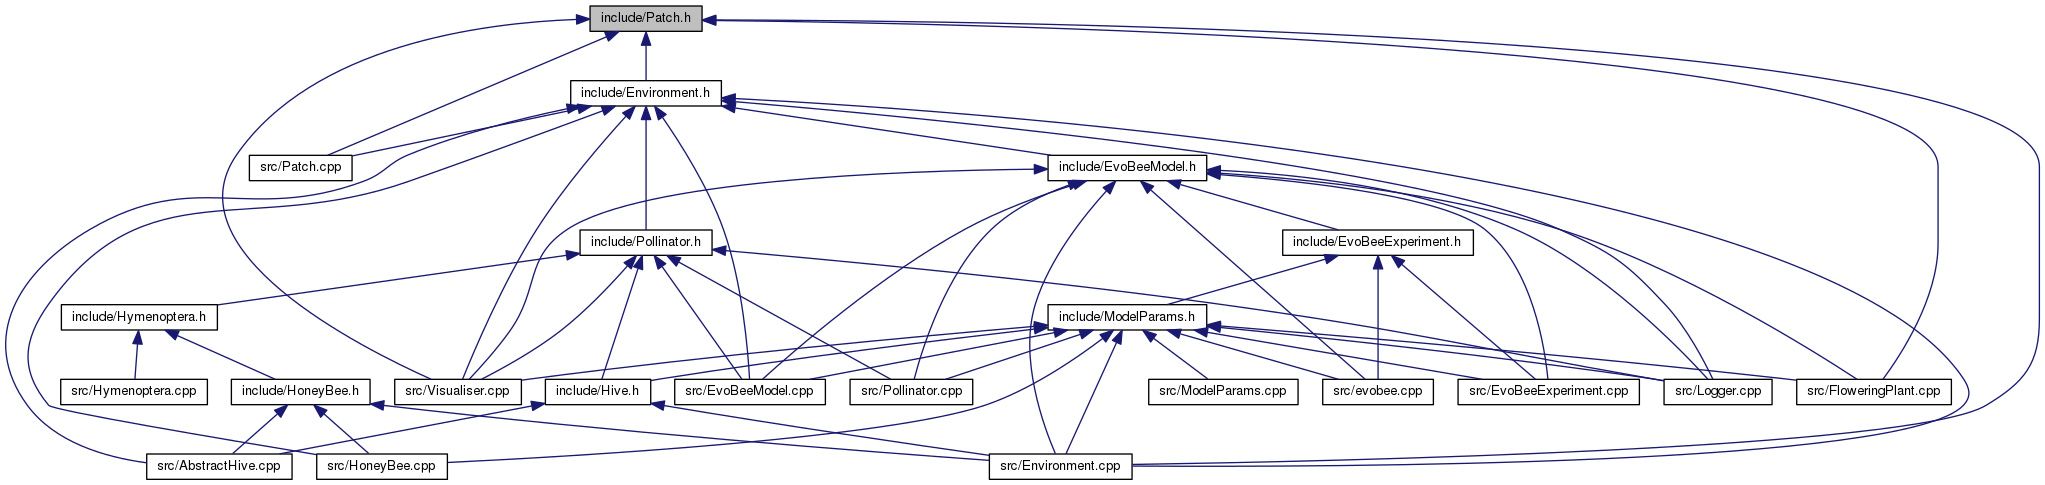 include/Patch.h
include/Environment.h
src/Patch.cpp
include/EvoBeeModel.h
include/Pollinator.h
include/EvoBeeExperiment.h
include/Hymenoptera.h
include/ModelParams.h
src/Hymenoptera.cpp
include/HoneyBee.h
src/Visualiser.cpp
include/Hive.h
src/EvoBeeModel.cpp
src/Pollinator.cpp
src/ModelParams.cpp
src/evobee.cpp
src/EvoBeeExperiment.cpp
src/Logger.cpp
src/FloweringPlant.cpp
src/AbstractHive.cpp
src/HoneyBee.cpp
src/Environment.cpp